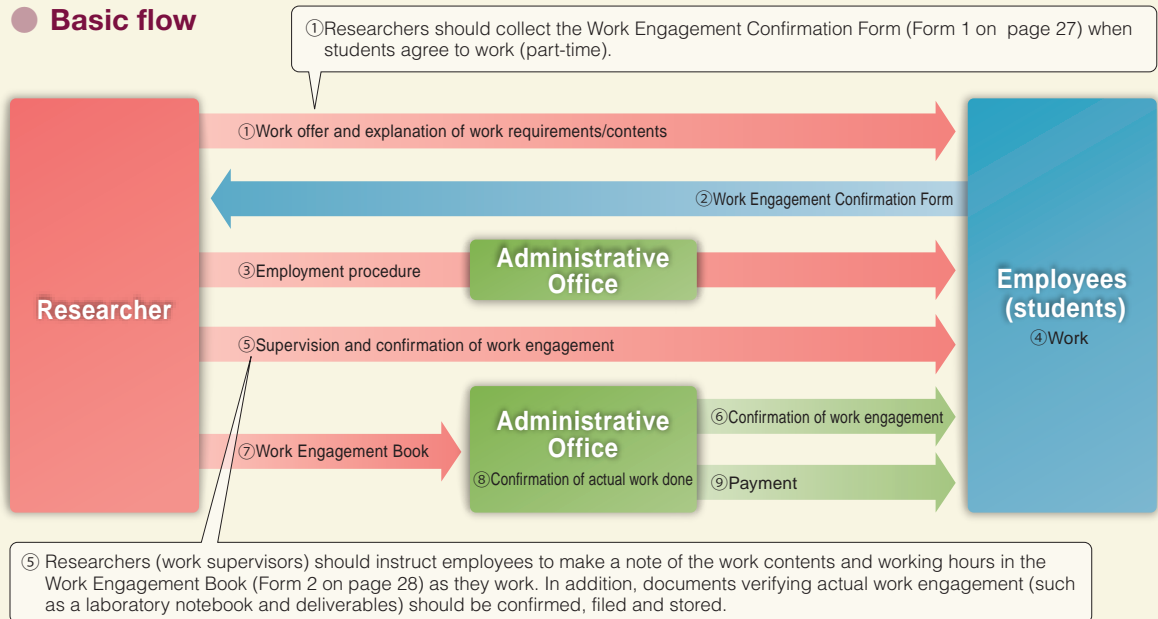 Basic flow
①Researchers should collect the Work Engagement Confirmation Form (Form 1 on page 27) when
students agree to work (part-time).
①Work offer and explanation of work requirements/contents
②Work Engagement Confirmation Form
③Employment procedure
Administrative
Office
Researcher
Employees
(students)
④Work
⑤Supervision and confirmation of work engagement
Administrative
Office
⑥Confirmation of work engagement
⑦Work Engagement Book
⑧Confirmation of actual work done
⑨Payment
⑤ Researchers (work supervisors) should instruct employees to make a note of the work contents and working hours in the
Work Engagement Book (Form 2 on page 28) as they work. In addition, documents verifying actual work engagement (such
as a laboratory notebook and deliverables) should be confirmed, filed and stored.